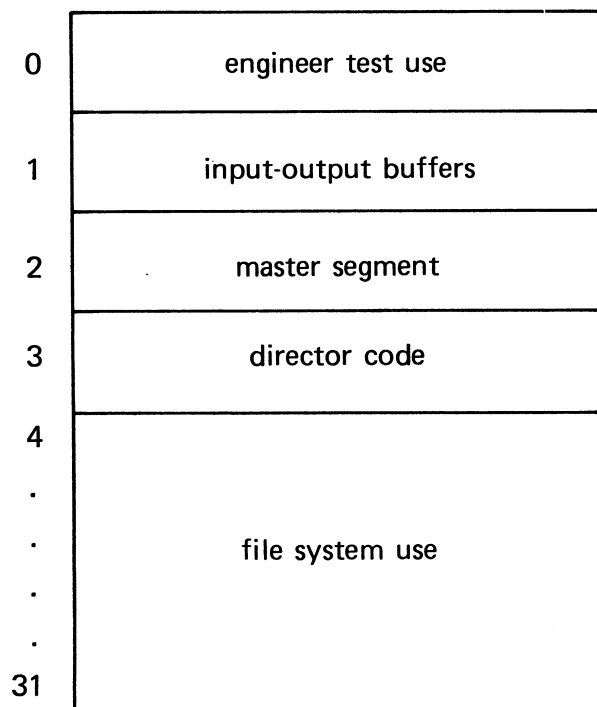 0 engineer test use
1 input-output buffers
2 master segment
3 director code
4
.
.
file system use
.
.
31